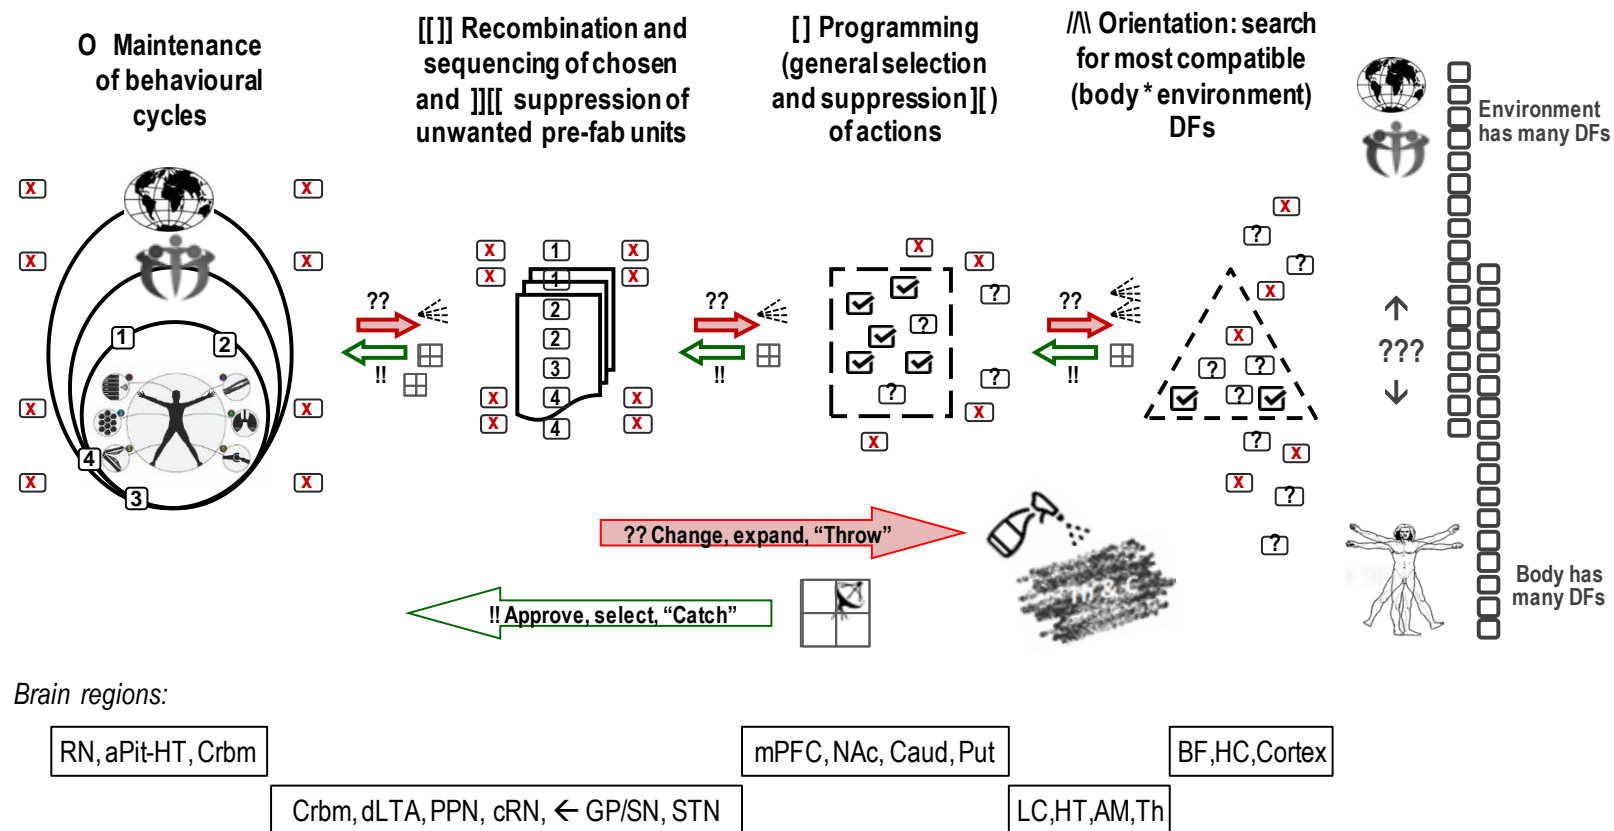 O Maintenance
of behavioural
cycles
[[ ]] Recombination and
sequencing of chosen
and ]][[ suppression of
unwanted pre-fab units
[ ] Programming
(general selection
and suppression ][ )
of actions
//\\ Orientation: search
for most compatible
(body * environment)
DFs
Environment
has many DFs
X X
X X
X X
X X
1 2
4
3
??
!!
X 1 X
X 1 X
2
2
3
X 4 X
X 4 X
??
!!
X
X
?
?
?
?
X
X
??
!!
X
?
?
X
X
? ?
?
?
X
X
?
?
???
?? Change, expand, “Throw”
m & C
!! Approve, select, “Catch”
Body has
many DFs
Brain regions:
RN, aPit-HT, Crbm
mPFC, NAc, Caud, Put
BF,HC,Cortex
Crbm, dLTA, PPN, cRN, ← GP/SN, STN
LC,HT,AM,Th